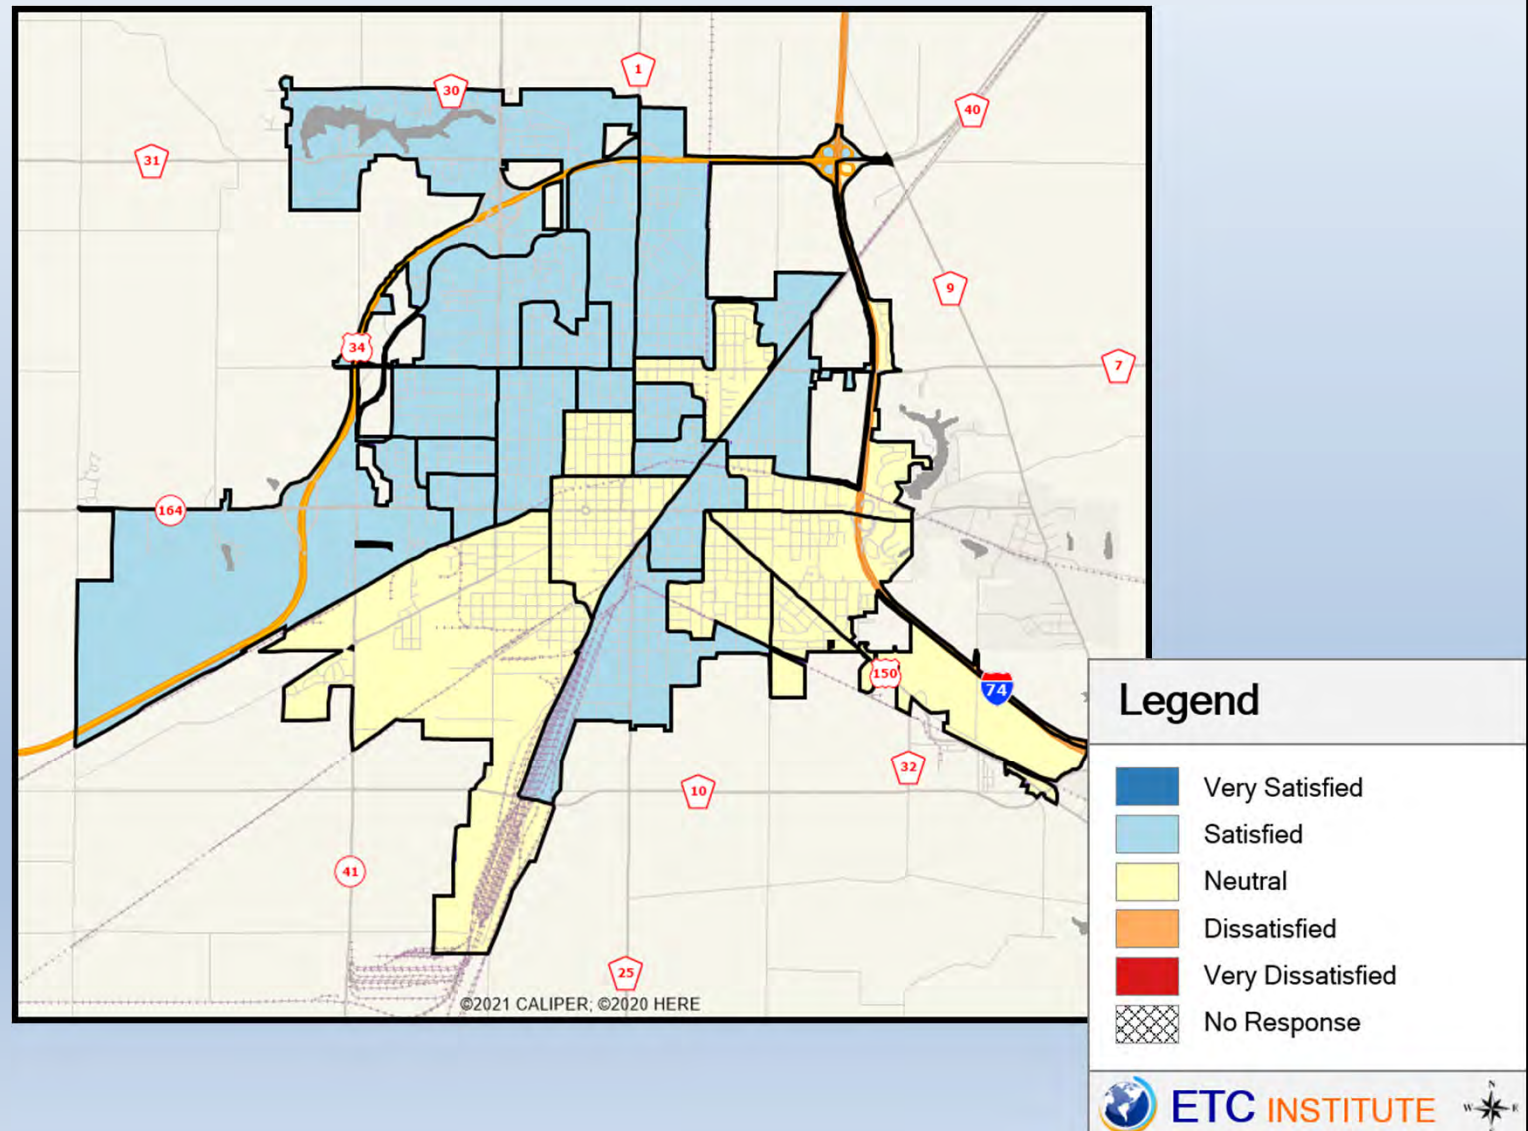 1
30
40
31
9
34
7
164
150
74
32
10
41
25
©2021 CALIPER; ©2020 HERE
Legend
Very Satisfied
Satisfied
Neutral
Dissatisfied
Very Dissatisfied
No Response
ETC INSTITUTE
N
W E